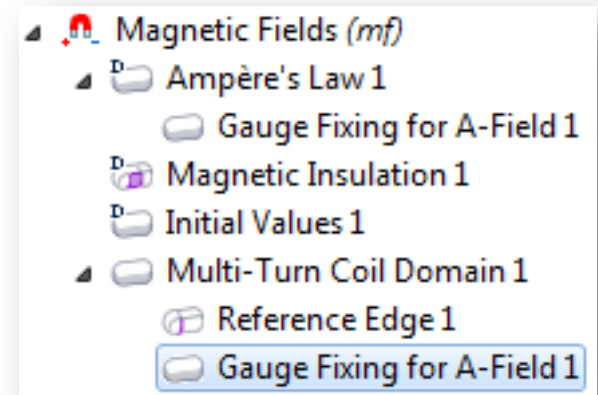 Magnetic Fields (mf)
D Ampère's Law 1
Gauge Fixing for A-Field 1
D Magnetic Insulation 1
D Initial Values 1
Multi-Turn Coil Domain 1
Reference Edge 1
Gauge Fixing for A-Field 1